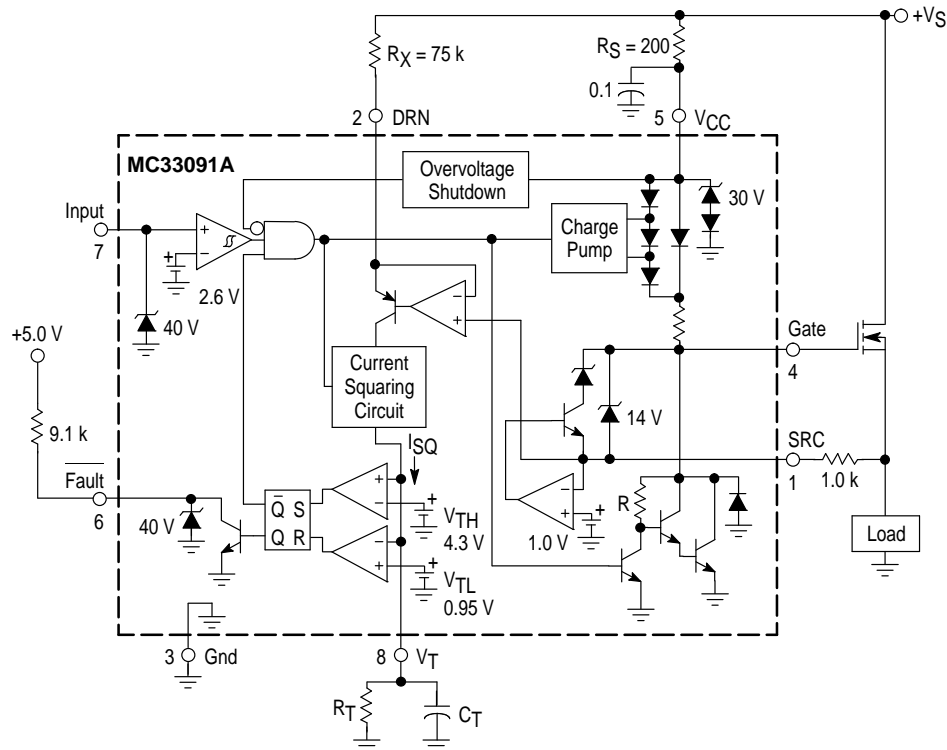 +VS
RX = 75 k
RS = 200
0.1
2 DRN
5 VCC
MC33091A
Overvoltage
Shutdown
30 V
Input
7
+
−
2.6 V
40 V
Charge
Pump
−
+
+5.0 V
9.1 k
Gate
4
Current
Squaring
Circuit
14 V
ISQ
SRC
1
1.0 k
Fault
6
40 V
Q S
Q R
+
−
+
VTH
4.3 V
−
+
+
VTL
0.95 V
−
+
+
1.0 V
R
Load
3 Gnd
8 VT
RT
CT